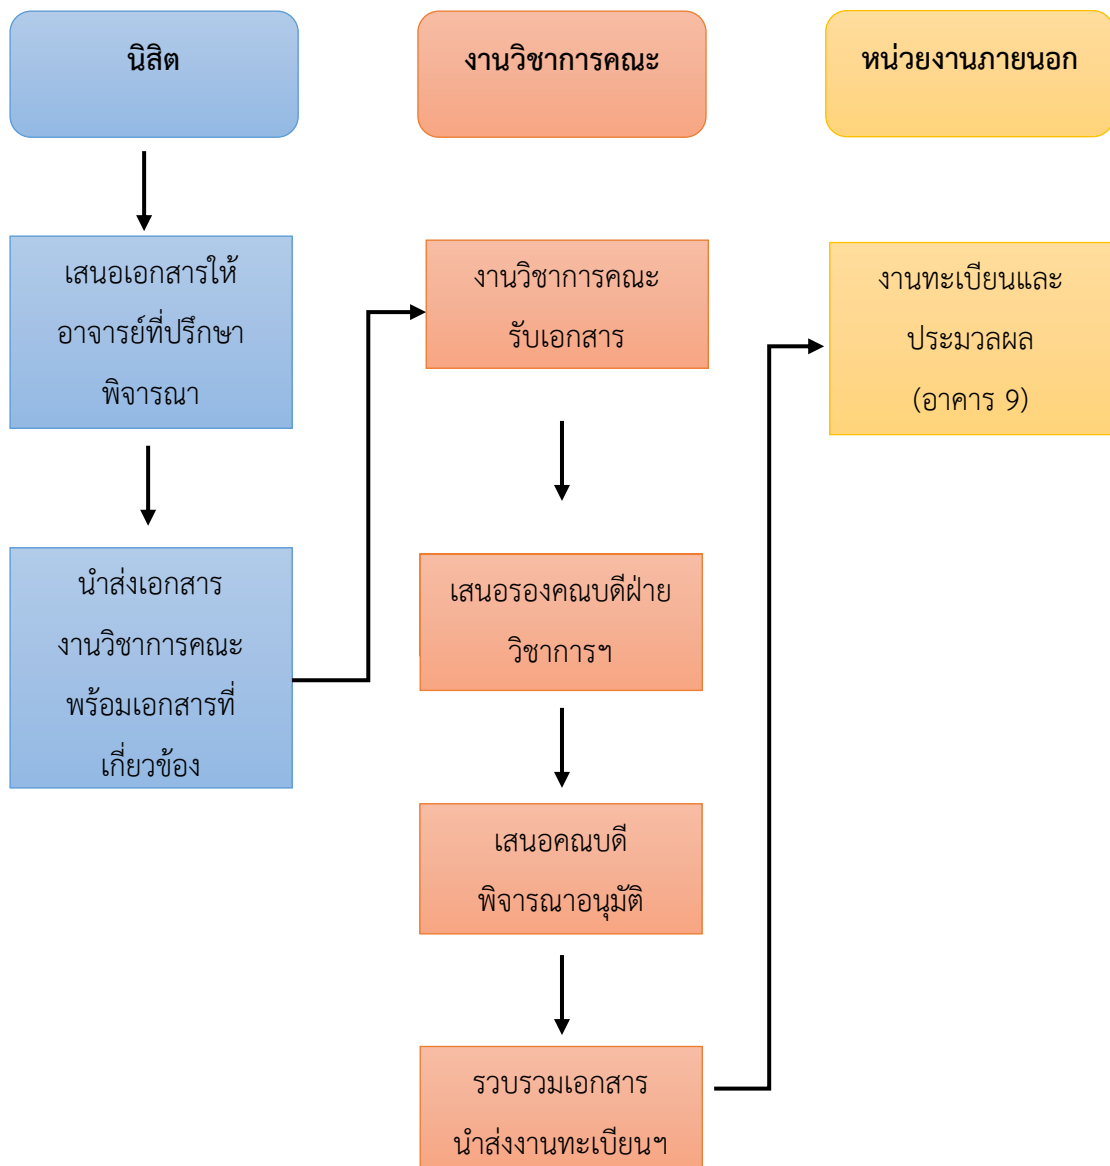 นิสิต
งานวิชาการคณะ
หน่วยงานภายนอก
เสนอเอกสารให้
อาจารย์ที่ปรึกษา
พิจารณา
นำส่งเอกสาร
งานวิชาการคณะ
พร้อมเอกสารที่
เกี่ยวข้อง
งานวิชาการคณะ
รับเอกสาร
เสนอรองคณบดีฝ่าย
วิชาการฯ
เสนอคณบดี
พิจารณาอนุมัติ
รวบรวมเอกสาร
นำส่งงานทะเบียนฯ
งานทะเบียนและ
ประมวลผล
(อาคาร 9)